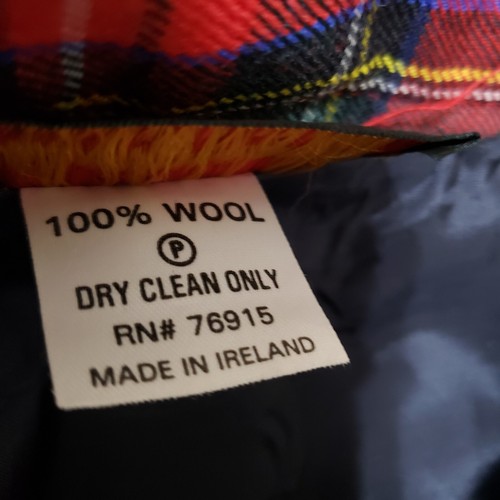 100% WOOL
Ⓟ
DRY CLEAN ONLY
RN# 76915
MADE IN IRELAND